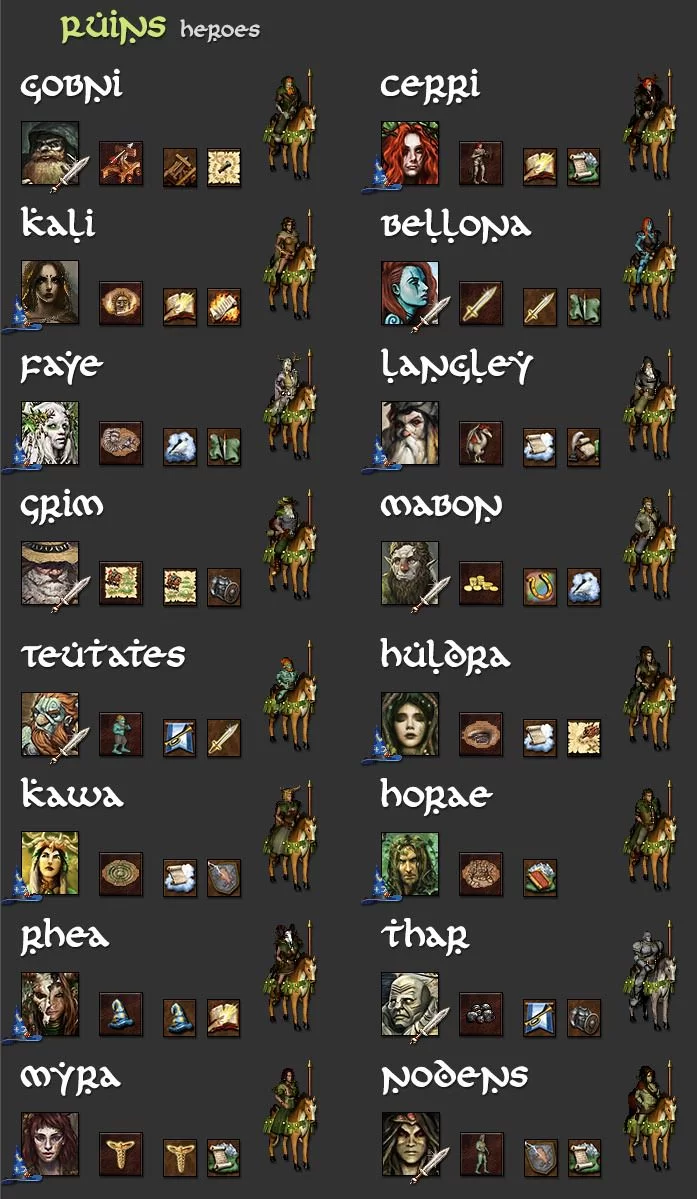 Ruins heroes
Gobni
Cerri
Kali
Bellona
Faye
Langley
Grim
Mabon
Teutates
Huldra
Kawa
Horae
Rhea
Thar
Myra
Nodens